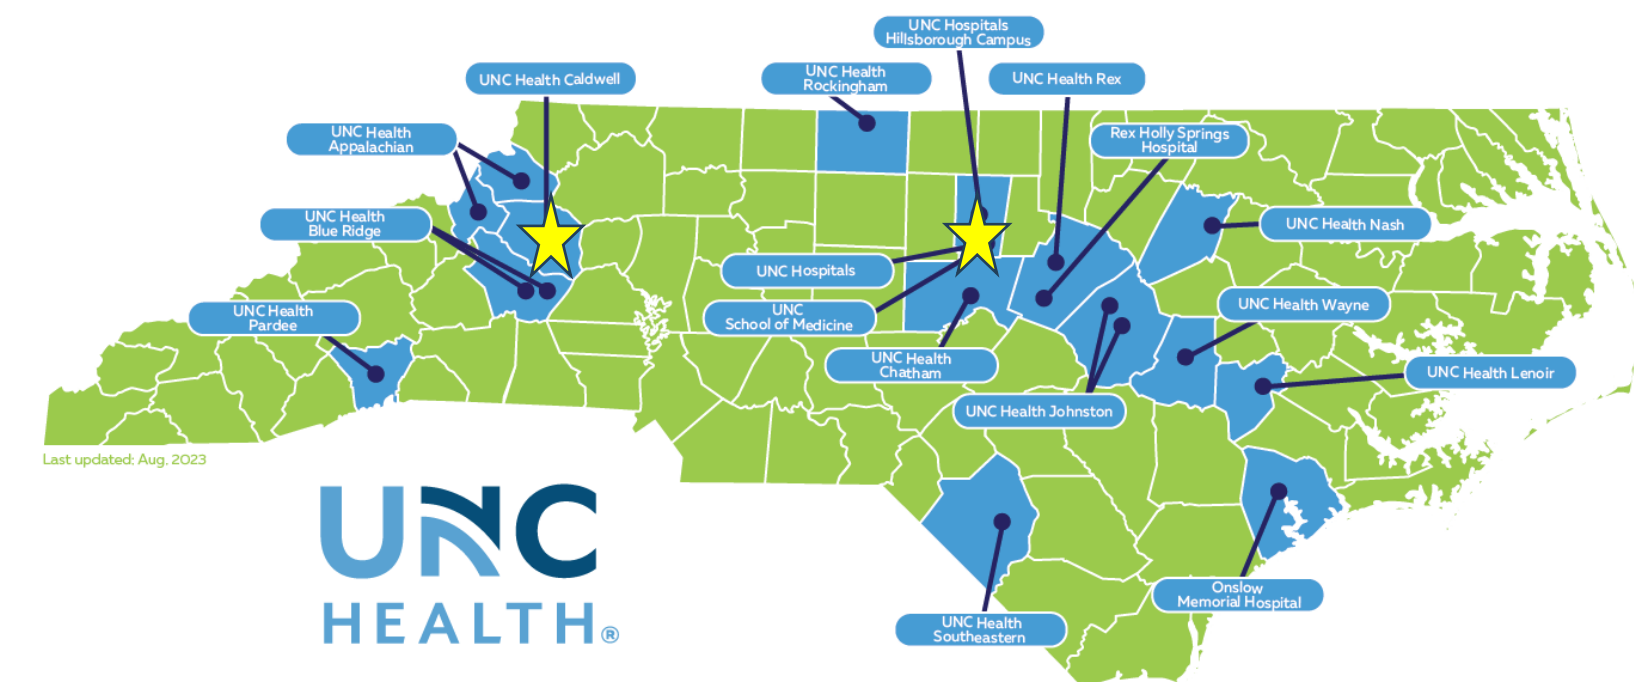 UNC Hospitals
Hillsborough Campus
UNC Health Caldwell
UNC Health
Rockingham
UNC Health Rex
UNC Health
Appalachian
Rex Holly Springs
Hospital
UNC Health
Blue Ridge
UNC Health Nash
UNC Hospitals
UNC
School of Medicine
UNC Health
Pardee
UNC Health Wayne
UNC Health
Chatham
UNC Health Lenoir
UNC Health Johnston
Last updated: Aug, 2023
UNC
HEALTH®
Onslow
Memorial Hospital
UNC Health
Southeastern